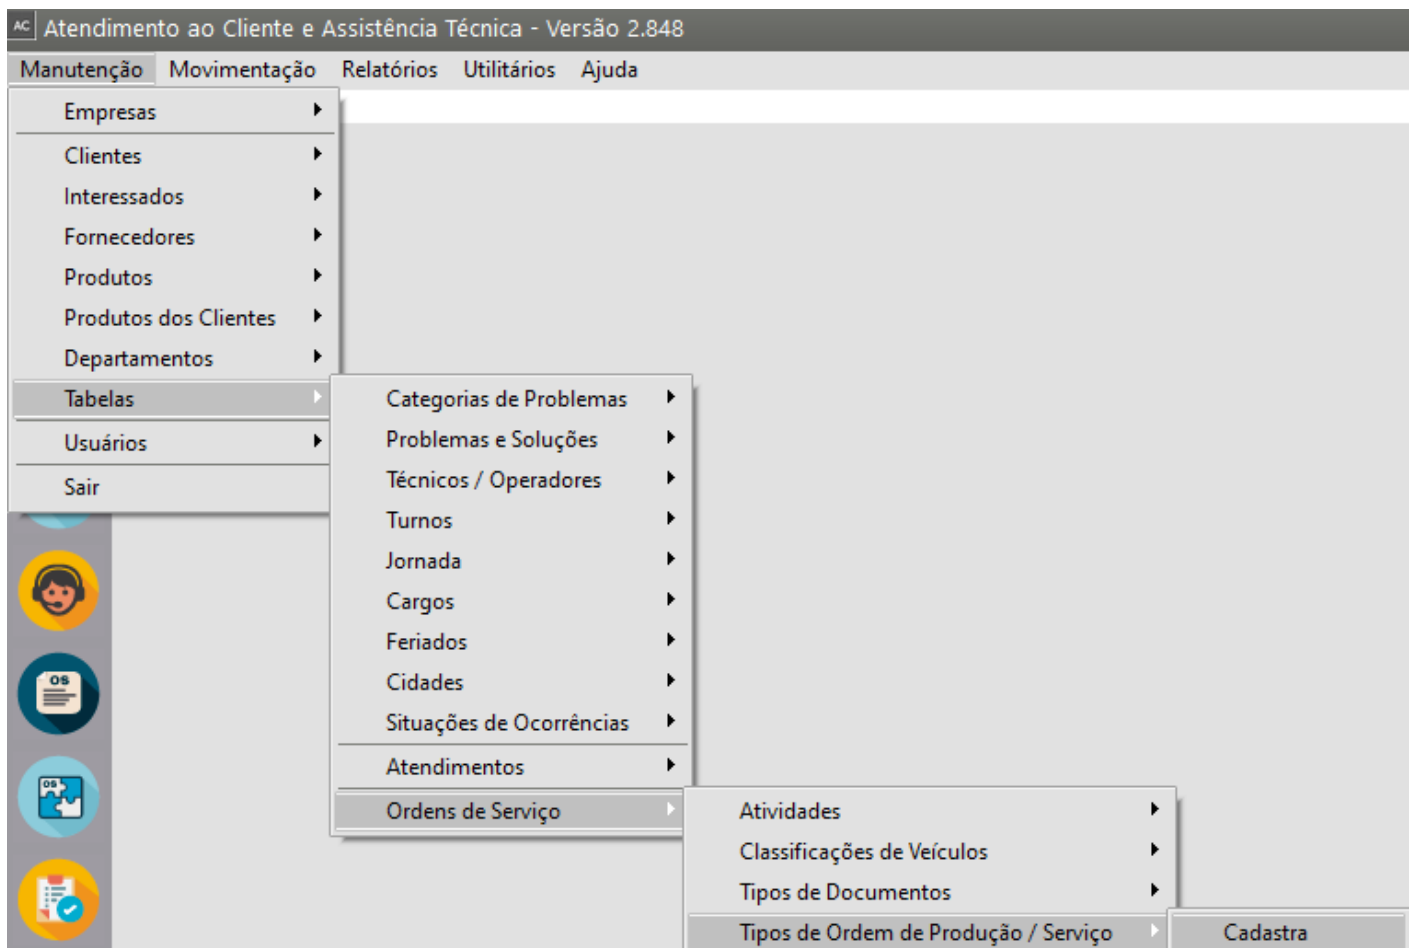 AC Atendimento ao Cliente e Assistência Técnica - Versão 2.848
Manutenção Movimentação Relatórios Utilitários Ajuda
Empresas
Clientes
Interessados
Fornecedores
Produtos
Produtos dos Clientes
Departamentos
Tabelas
Usuários
Sair
Categorias de Problemas
Problemas e Soluções
Técnicos / Operadores
Turnos
Jornada
Cargos
Feriados
Cidades
Situações de Ocorrências
Atendimentos
Ordens de Serviço
Atividades
Classificações de Veículos
Tipos de Documentos
Tipos de Ordem de Produção / Serviço
Cadastra
OS
OS